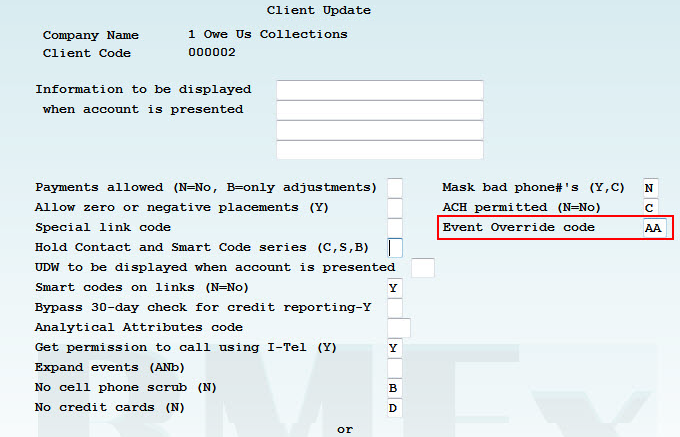 Client Update
Company Name 1 Owe Us Collections
Client Code 000002
Information to be displayed
when account is presented
Payments allowed (N=No, B=only adjustments) Mask bad phone#'s (Y,C) N
Allow zero or negative placements (Y) ACH permitted (N=No) C
Special link code Event Override code AA
Hold Contact and Smart Code series (C,S,B)
UDW to be displayed when account is presented
Smart codes on links (N=No) Y
Bypass 30-day check for credit reporting-Y
Analytical Attributes code
Get permission to call using I-Tel (Y) Y
Expand events (ANb)
No cell phone scrub (N) B
No credit cards (N) D
or